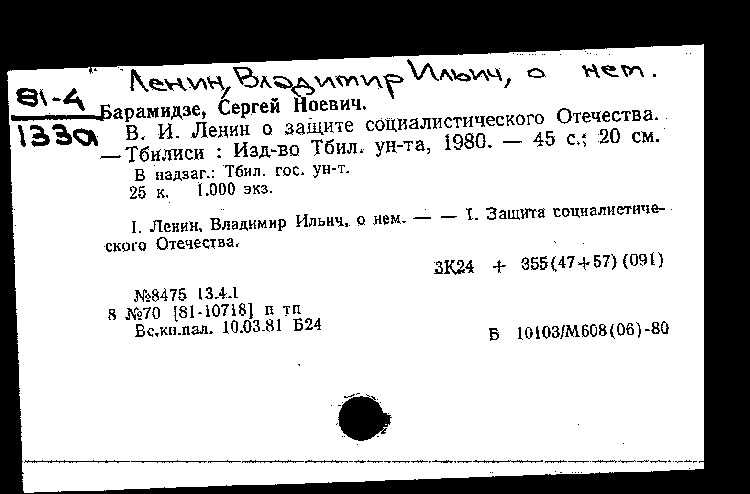 Ленин, Владимир Ильич, о нем.
81-4
133а
Барамидзе, Сергей Ноевич.
В. И. Ленин о защите социалистического Отечества.
— Тбилиси : Изд-во Тбил. ун-та, 1980. — 45 с.; 20 см.
В надзаг.: Тбил. гос. ун-т.
25 к. 1.000 экз.
1. Ленин, Владимир Ильич, о нем. — — I. Защита социалистиче-
ского Отечества.
3К24 + 355(47+57)(091)
№8475 13.4.1
8 №70 [81-10718] п тп
Вс.кн.пал. 10.03.81 Б24
Б 10103/М608(06)-80